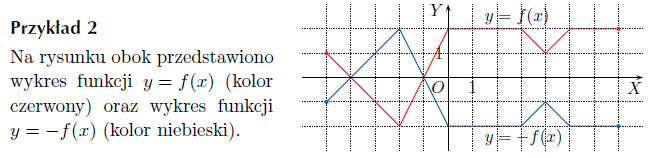 Przykład 2
Na rysunku obok przedstawiono
wykres funkcji y = f(x) (kolor
czerwony) oraz wykres funkcji
y = −f(x) (kolor niebieski).
Y
y = f(x)
1
O
1
X
y = −f(x)